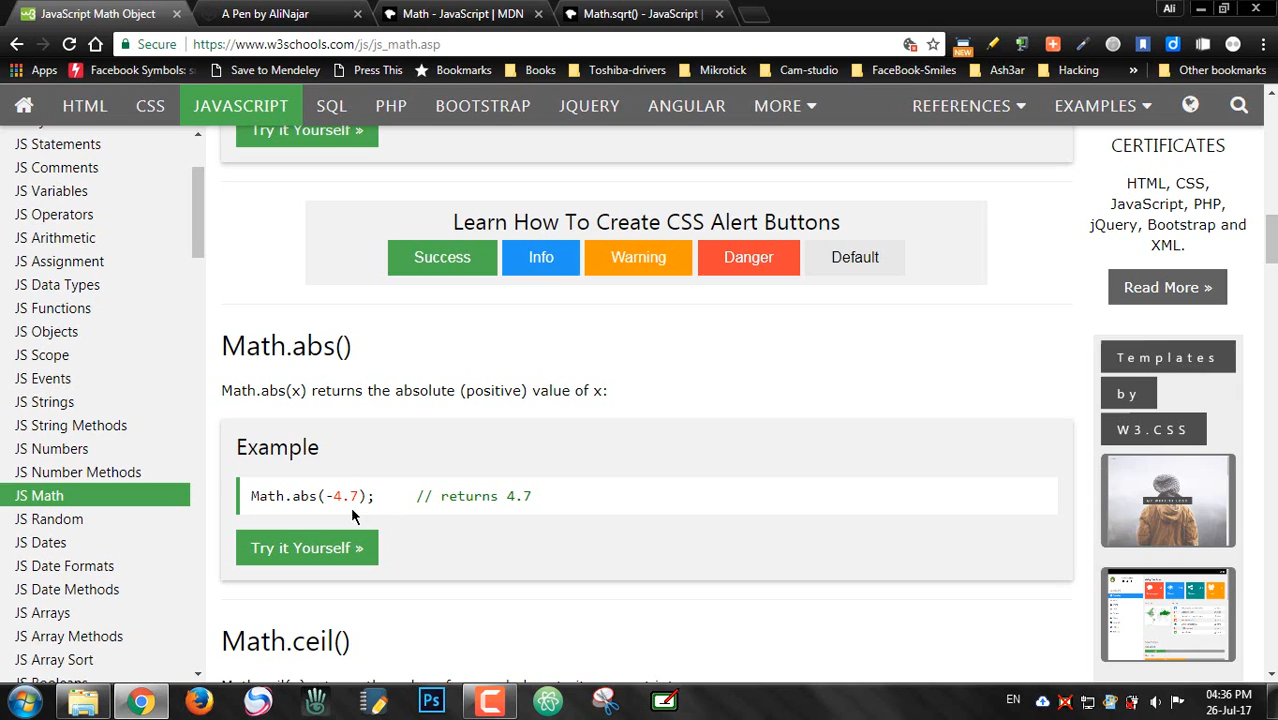 JavaScript Math Object
A Pen by AliNajar
Math - JavaScript | MDN
Math.sqrt() - JavaScript |
Ali
Secure
https://www.w3schools.com/js/js_math.asp
NEW
Apps
Facebook Symbols: s
Save to Mendeley
Press This
Bookmarks
Books
Toshiba-drivers
Mikrotick
Cam-studio
FaceBook-Smiles
Ash3ar
Hacking
»
Other bookmarks
HTML
CSS
JAVASCRIPT
SQL
PHP
BOOTSTRAP
JQUERY
ANGULAR
MORE
REFERENCES
EXAMPLES
JS Statements
JS Comments
JS Variables
JS Operators
JS Arithmetic
JS Assignment
JS Data Types
JS Functions
JS Objects
JS Scope
JS Events
JS Strings
JS String Methods
JS Numbers
JS Number Methods
JS Math
JS Random
JS Dates
JS Date Formats
JS Date Methods
JS Arrays
JS Array Methods
JS Array Sort
JS Booleans
Try it Yourself »
Learn How To Create CSS Alert Buttons
Success
Info
Warning
Danger
Default
Math.abs()
Math.abs(x) returns the absolute (positive) value of x:
Example
Math.abs(-4.7);     // returns 4.7
Try it Yourself »
Math.ceil()
CERTIFICATES
HTML, CSS,
JavaScript, PHP,
jQuery, Bootstrap and
XML.
Read More »
Templates
by
W3.CSS
Ps
EN
04:36 PM
26-Jul-17